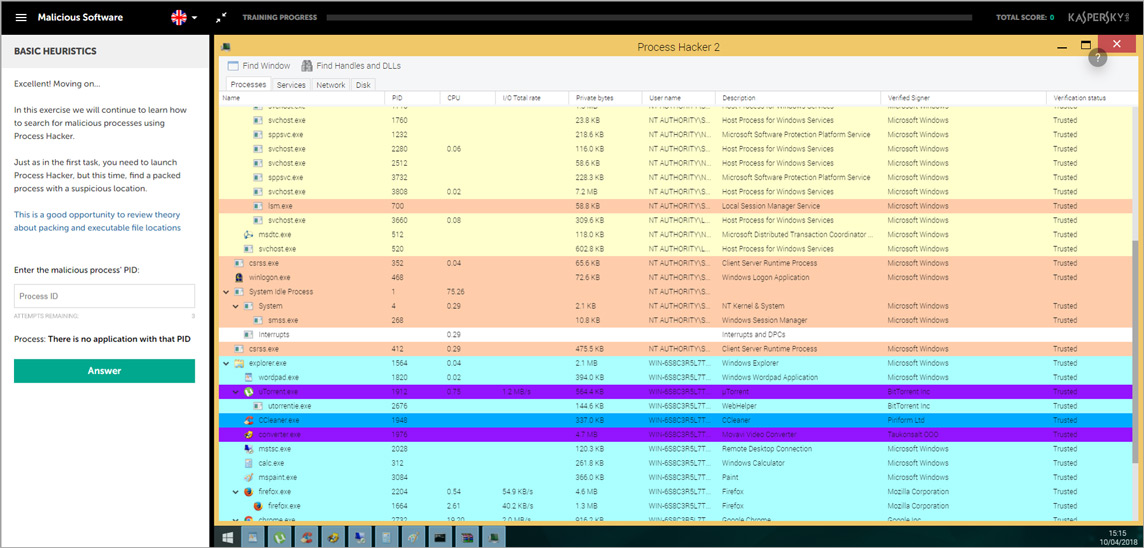 Malicious Software
TRAINING PROGRESS
TOTAL SCORE: 0
KASPERSKY
BASIC HEURISTICS
Excellent! Moving on...
In this exercise we will continue to learn how
to search for malicious processes using
Process Hacker.
Just as in the first task, you need to launch
Process Hacker, but this time, find a packed
process with a suspicious location.
This is a good opportunity to review theory
about packing and executable file locations
Enter the malicious process' PID:
Process ID
ATTEMPTS REMAINING: 3
Process: There is no application with that PID
Answer
Process Hacker 2
?
Find Window Find Handles and DLLs
Processes Services Network Disk
Name PID CPU I/O Total rate Private bytes User name Description Verified Signer Verification status
svchost.exe 1760 23.8 KB NT AUTHORITY\S... Host Process for Windows Services Microsoft Windows Trusted
sppsvc.exe 1232 218.6 KB NT AUTHORITY\N... Microsoft Software Protection Platform Service Microsoft Windows Trusted
svchost.exe 2280 0.06 116.0 KB NT AUTHORITY\N... Host Process for Windows Services Microsoft Windows Trusted
svchost.exe 2512 58.6 KB NT AUTHORITY\N... Host Process for Windows Services Microsoft Windows Trusted
sppsvc.exe 3732 228.3 KB NT AUTHORITY\N... Microsoft Software Protection Platform Service Microsoft Windows Trusted
svchost.exe 3808 0.02 7.2 MB NT AUTHORITY\S... Host Process for Windows Services Microsoft Windows Trusted
lsm.exe 700 58.8 KB NT AUTHORITY\S... Local Session Manager Service Microsoft Windows Trusted
svchost.exe 3660 0.08 309.6 KB NT AUTHORITY\L... Host Process for Windows Services Microsoft Windows Trusted
msdtc.exe 512 118.0 KB NT AUTHORITY\N... Microsoft Distributed Transaction Coordinator ... Microsoft Windows Trusted
svchost.exe 520 602.8 KB NT AUTHORITY\L... Host Process for Windows Services Microsoft Windows Trusted
csrss.exe 352 0.04 65.6 KB NT AUTHORITY\S... Client Server Runtime Process Microsoft Windows Trusted
winlogon.exe 468 72.6 KB NT AUTHORITY\S... Windows Logon Application Microsoft Windows Trusted
System Idle Process 1 75.26 NT AUTHORITY\S... Microsoft Windows Trusted
System 4 0.29 2.1 KB NT AUTHORITY\S... NT Kernel & System Microsoft Windows Trusted
smss.exe 268 10.8 KB NT AUTHORITY\S... Windows Session Manager Microsoft Windows Trusted
Interrupts 0.29 Interrupts and DPCs Microsoft Windows Trusted
csrss.exe 412 0.29 475.5 KB NT AUTHORITY\S... Client Server Runtime Process Microsoft Windows Trusted
explorer.exe 1564 0.04 2.1 MB WIN-6S8C3R5L7T... Windows Explorer Microsoft Windows Trusted
wordpad.exe 1820 0.02 394.0 KB WIN-6S8C3R5L7T... Windows Wordpad Application Microsoft Windows Trusted
uTorrent.exe 1912 0.75 1.2 MB/s 564.4 KB WIN-6S8C3R5L7T... uTorrent BitTorrent Inc Trusted
utorrentie.exe 2676 144.6 KB WIN-6S8C3R5L7T... WebHelper BitTorrent Inc Trusted
CCleaner.exe 1948 337.0 KB WIN-6S8C3R5L7T... CCleaner Piriform Ltd Trusted
converter.exe 1976 4.7 MB WIN-6S8C3R5L7T... Movavi Video Converter Taukonsalt OOO Trusted
mstsc.exe 2028 120.3 KB WIN-6S8C3R5L7T... Remote Desktop Connection Microsoft Windows Trusted
calc.exe 312 261.8 KB WIN-6S8C3R5L7T... Windows Calculator Microsoft Windows Trusted
mspaint.exe 3084 366.0 KB WIN-6S8C3R5L7T... Paint Microsoft Windows Trusted
firefox.exe 2204 0.54 54.9 KB/s 4.6 MB WIN-6S8C3R5L7T... Firefox Mozilla Corporation Trusted
firefox.exe 1664 2.61 40.2 KB/s 1.3 MB WIN-6S8C3R5L7T... Firefox Mozilla Corporation Trusted
chrome.exe 2732 19.20 2.0 MB/s 916.2 KB WIN-6S8C3R5L7T... Google Chrome Google Inc Trusted
15:15
10/04/2018